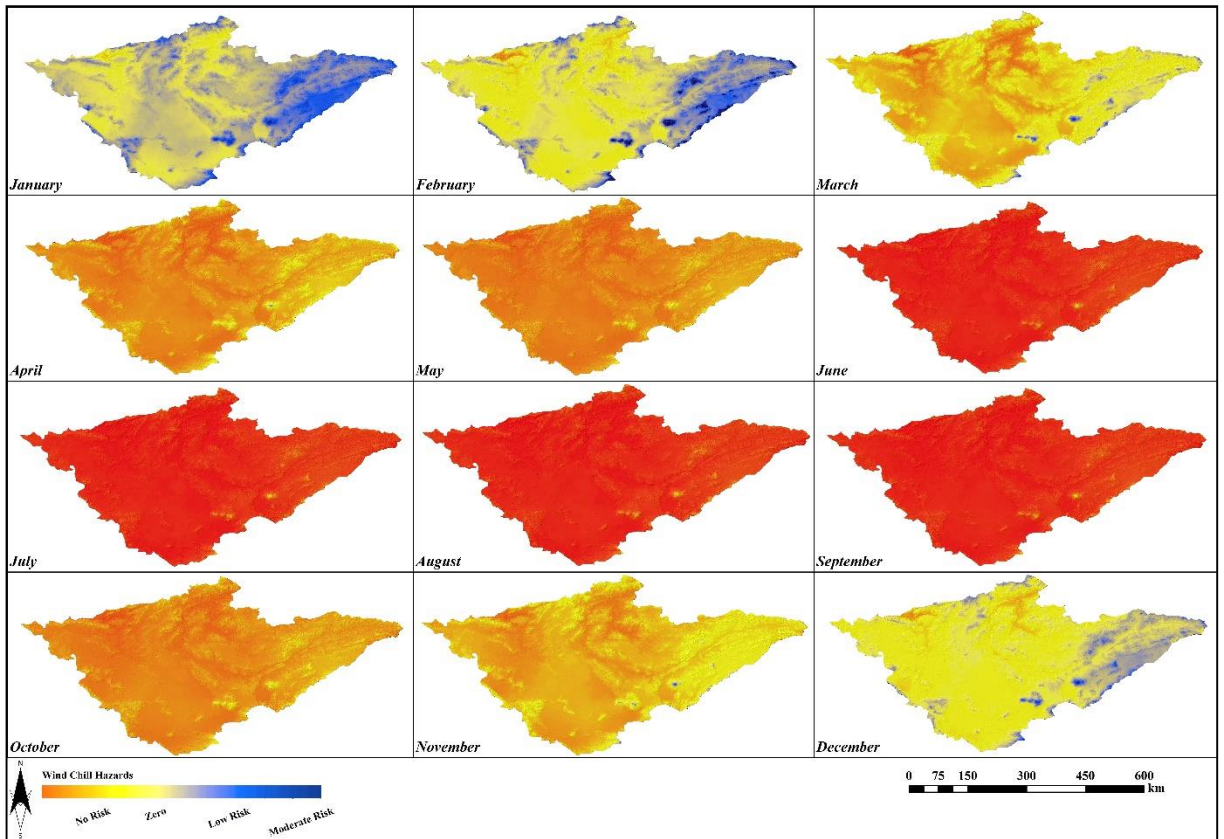 January
February
March
April
May
June
July
August
September
October
November
December
N
S
Wind Chill Hazards
No Risk
Zero
Low Risk
Moderate Risk
0 75 150 300 450 600
km